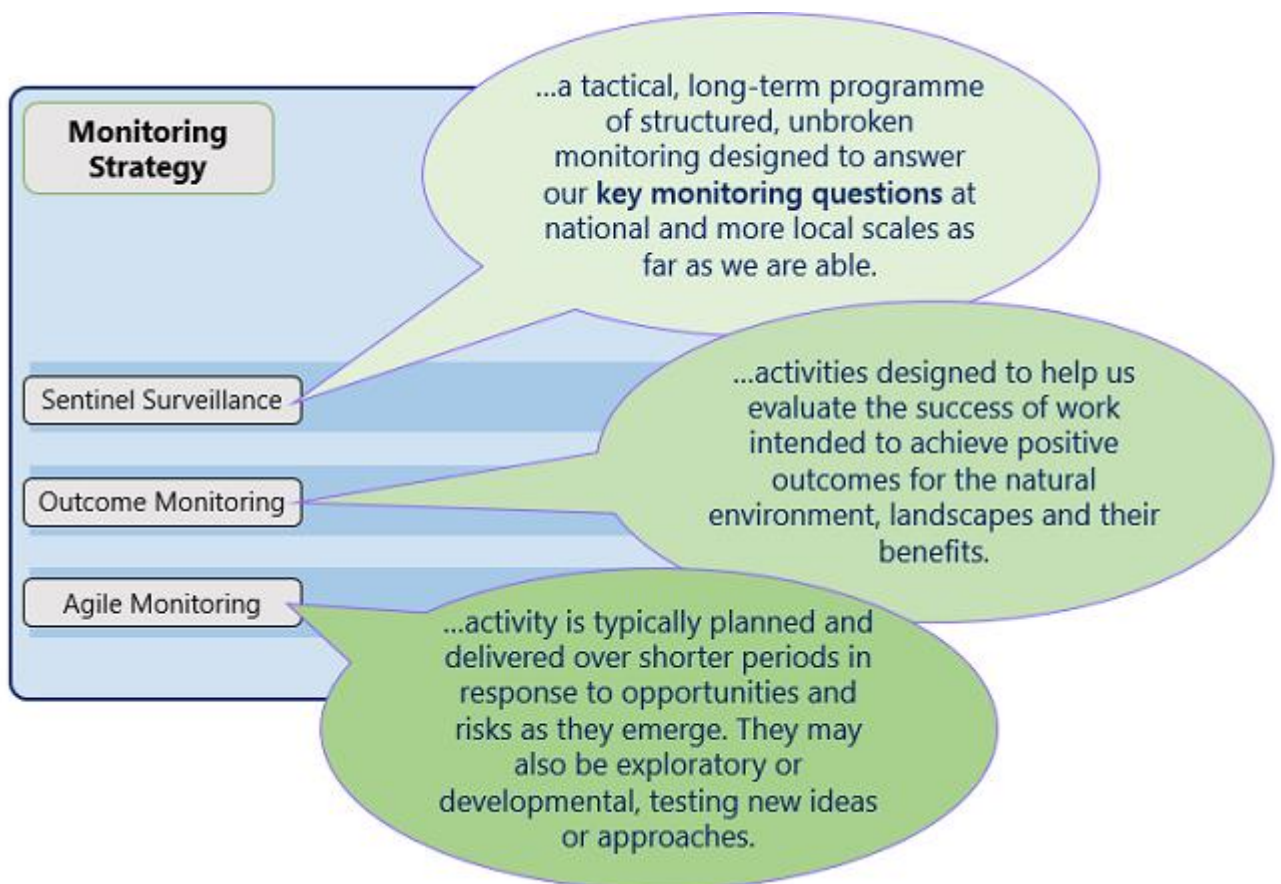 Monitoring
Strategy
...a tactical, long-term programme
of structured, unbroken
monitoring designed to answer
our key monitoring questions at
national and more local scales as
far as we are able.
Sentinel Surveillance
...activities designed to help us
evaluate the success of work
intended to achieve positive
outcomes for the natural
environment, landscapes and their
benefits.
Outcome Monitoring
Agile Monitoring
...activity is typically planned and
delivered over shorter periods in
response to opportunities and
risks as they emerge. They may
also be exploratory or
developmental, testing new ideas
or approaches.